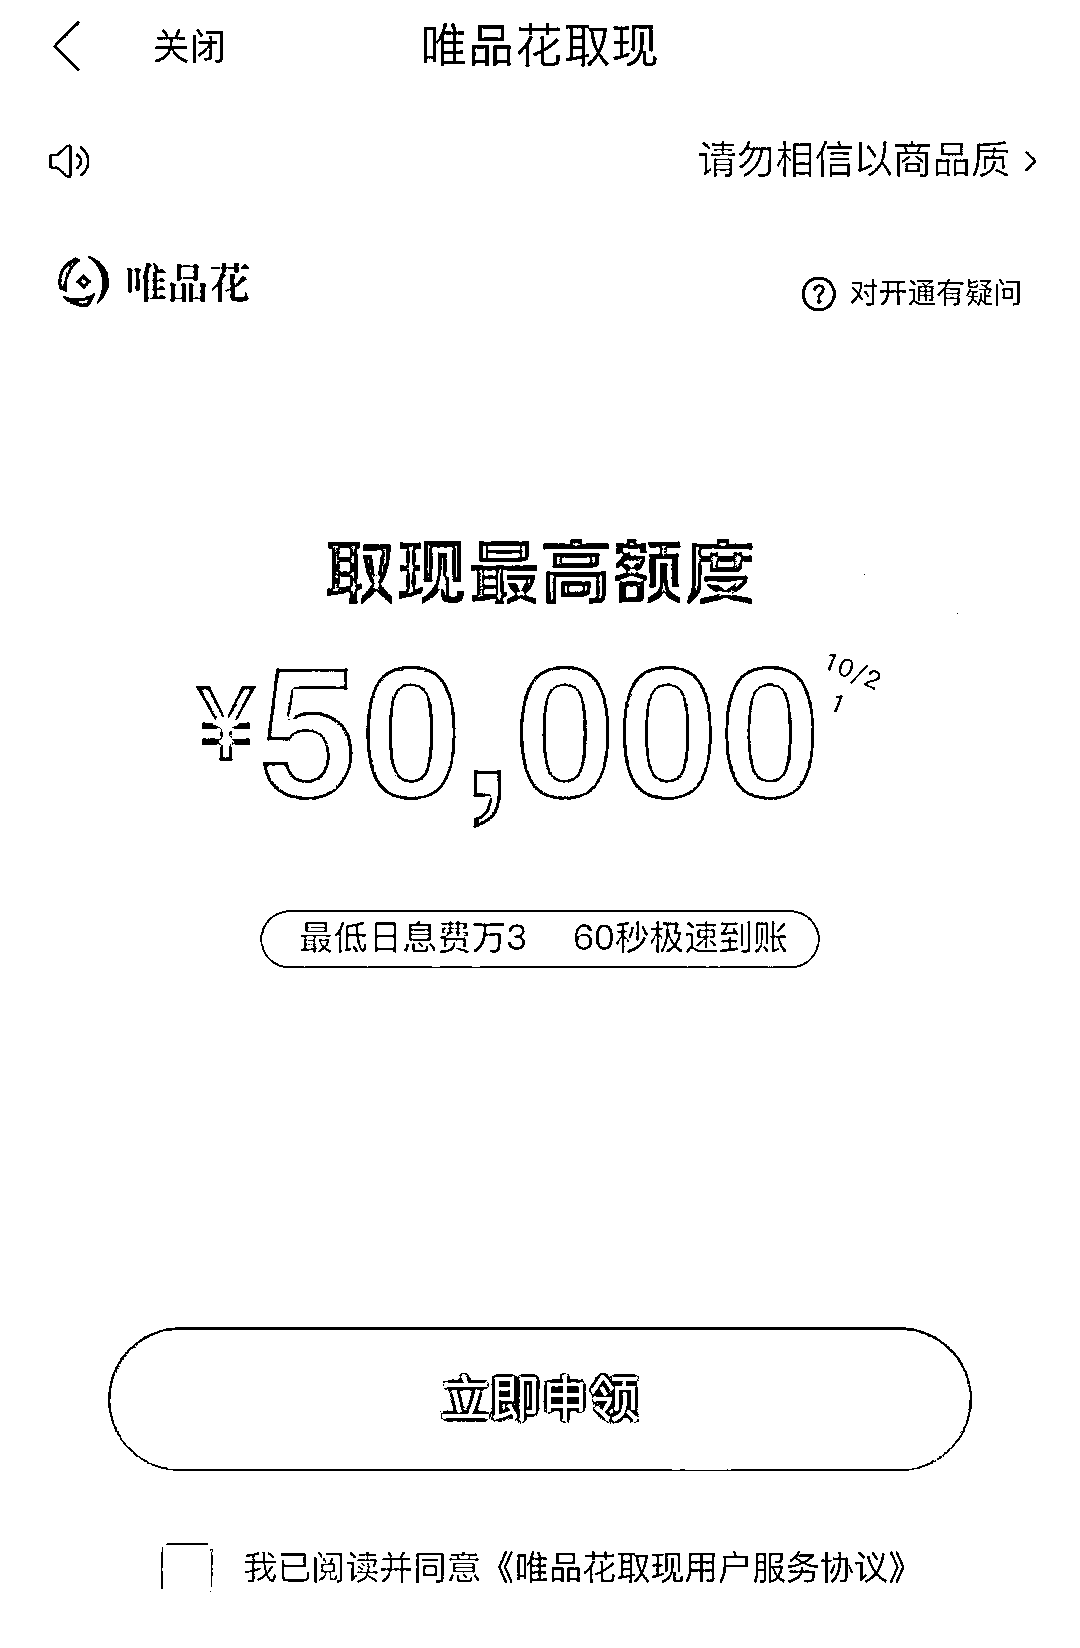 关闭
唯品花取现
请勿相信以商品质
唯品花
对开通有疑问
取现最高额度
¥50,000
10/2
1
最低日息费万3 60秒极速到账
立即申领
我已阅读并同意《唯品花取现用户服务协议》